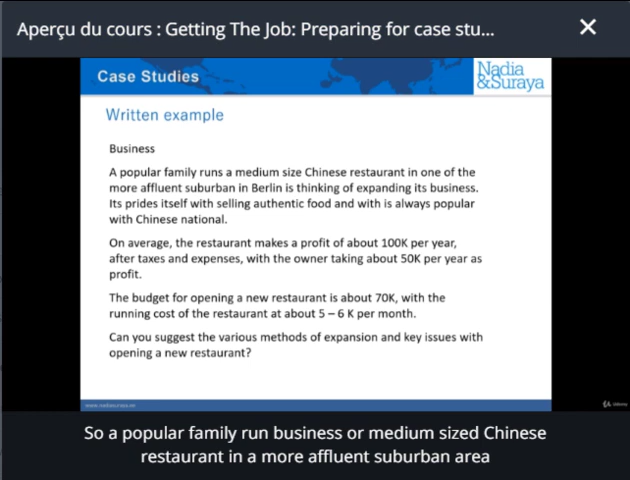 Aperçu du cours : Getting The Job: Preparing for case stu...
Case Studies
Nadia
&Suraya
Written example
Business
A popular family runs a medium size Chinese restaurant in one of the
more affluent suburban in Berlin is thinking of expanding its business.
Its prides itself with selling authentic food and with is always popular
with Chinese national.
On average, the restaurant makes a profit of about 100K per year,
after taxes and expenses, with the owner taking about 50K per year as
profit.
The budget for opening a new restaurant is about 70K, with the
running cost of the restaurant at about 5 – 6 K per month.
Can you suggest the various methods of expansion and key issues with
opening a new restaurant?
So a popular family run business or medium sized Chinese
restaurant in a more affluent suburban area